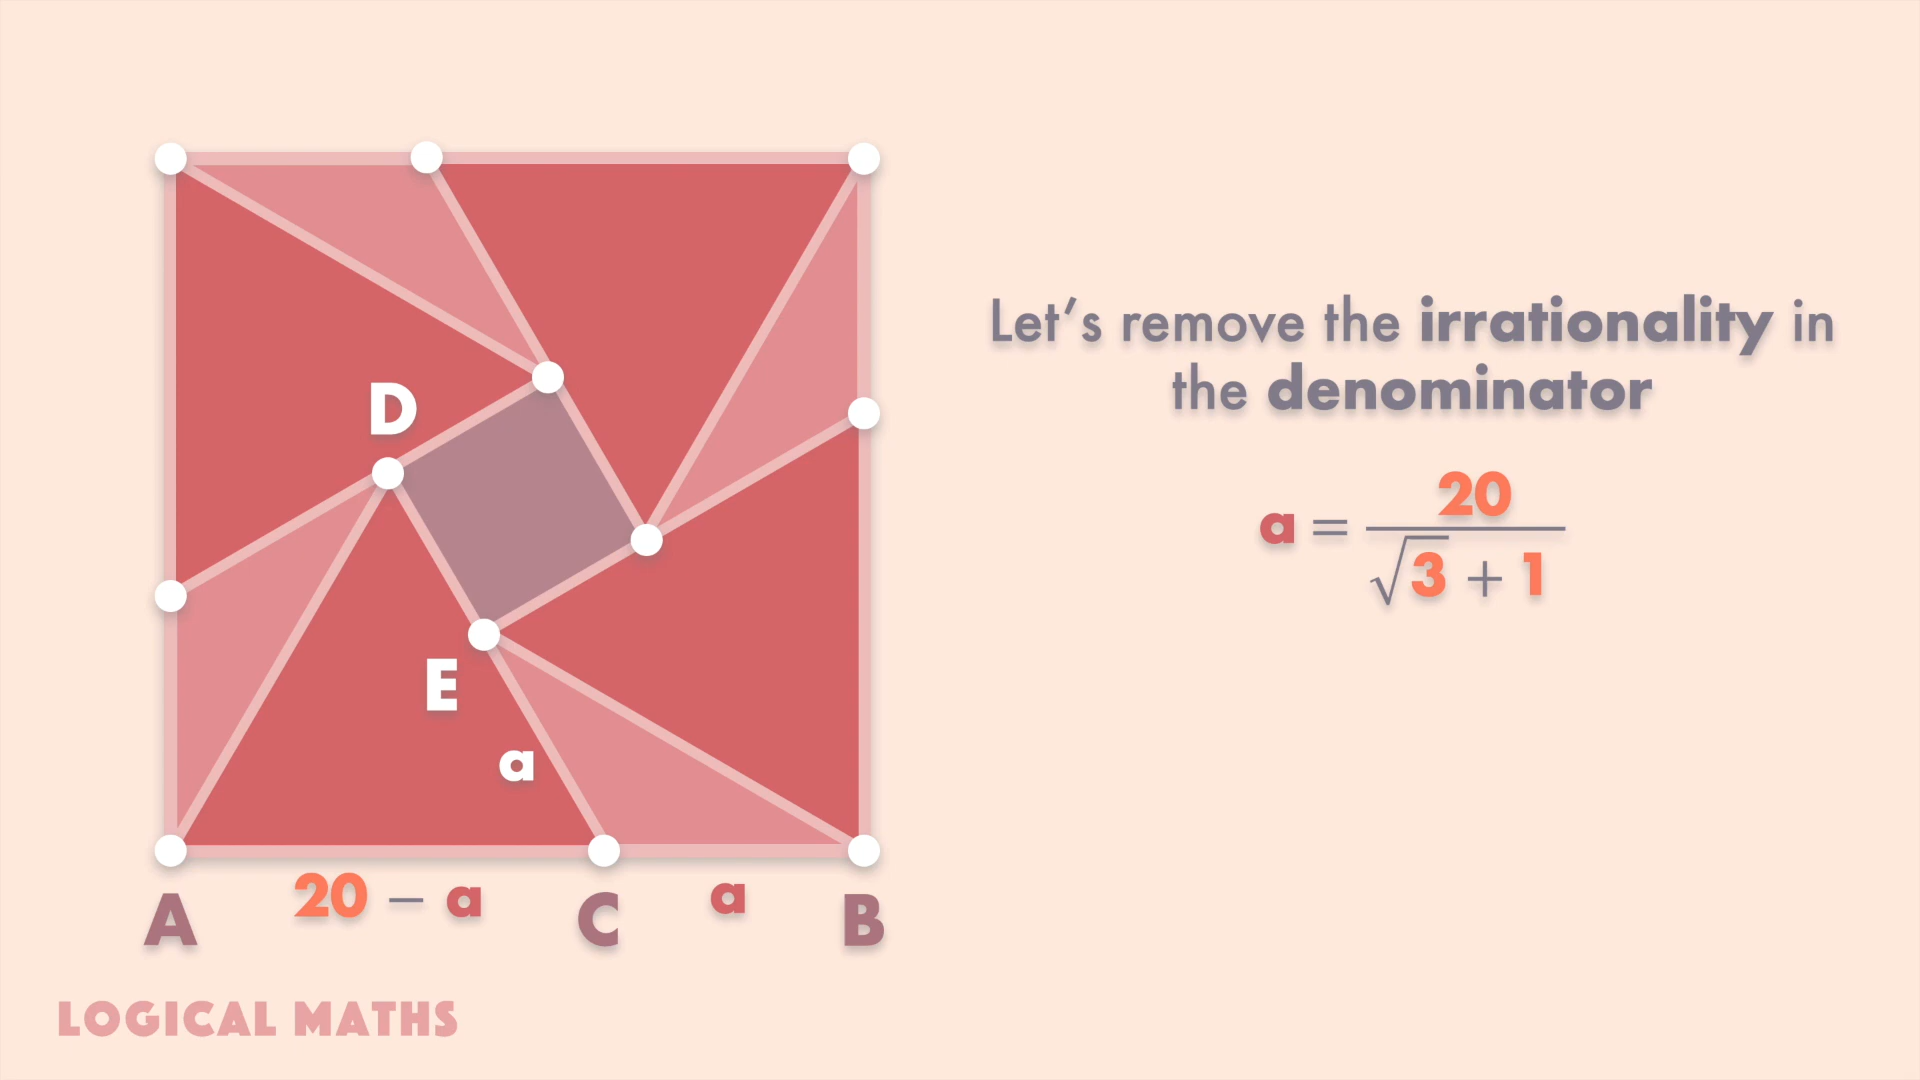 Let's remove the irrationality in
the denominator
a = 20
√3 + 1
D
E
a
20 – a
a
A
C
B
LOGICAL MATHS